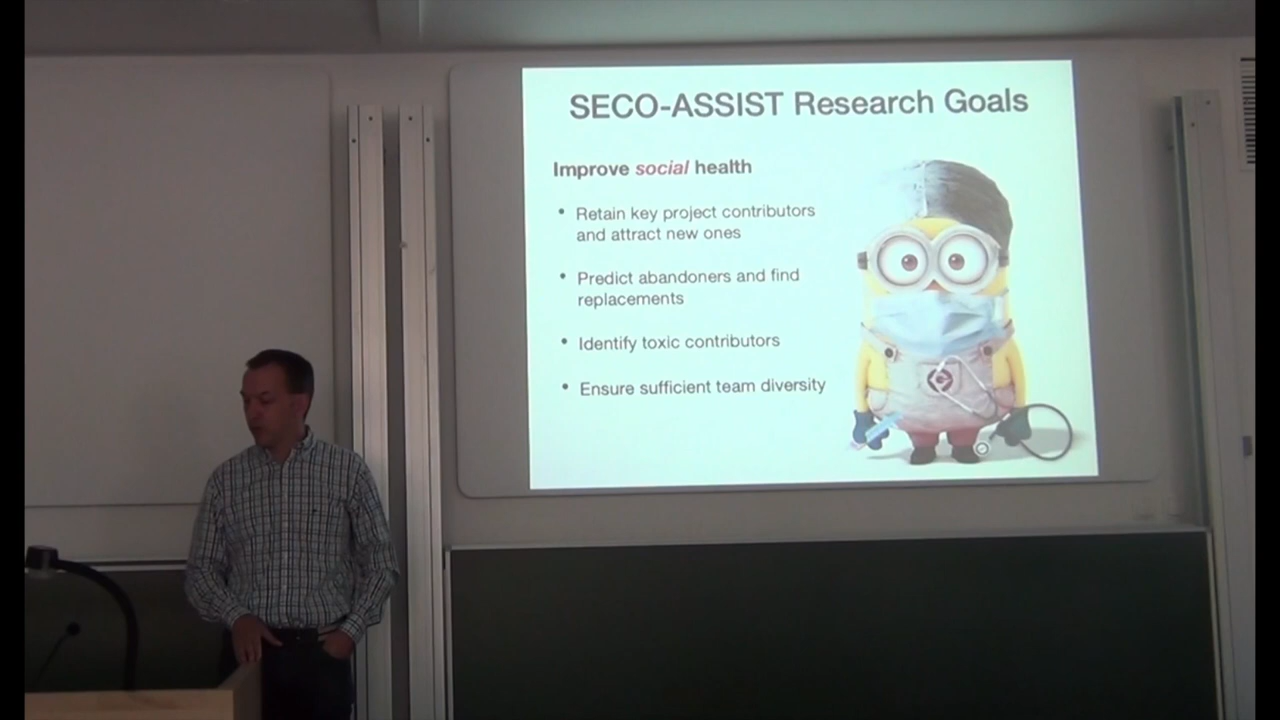 SECO-ASSIST Research Goals
Improve social health
• Retain key project contributors
and attract new ones
• Predict abandoners and find
replacements
• Identify toxic contributors
• Ensure sufficient team diversity